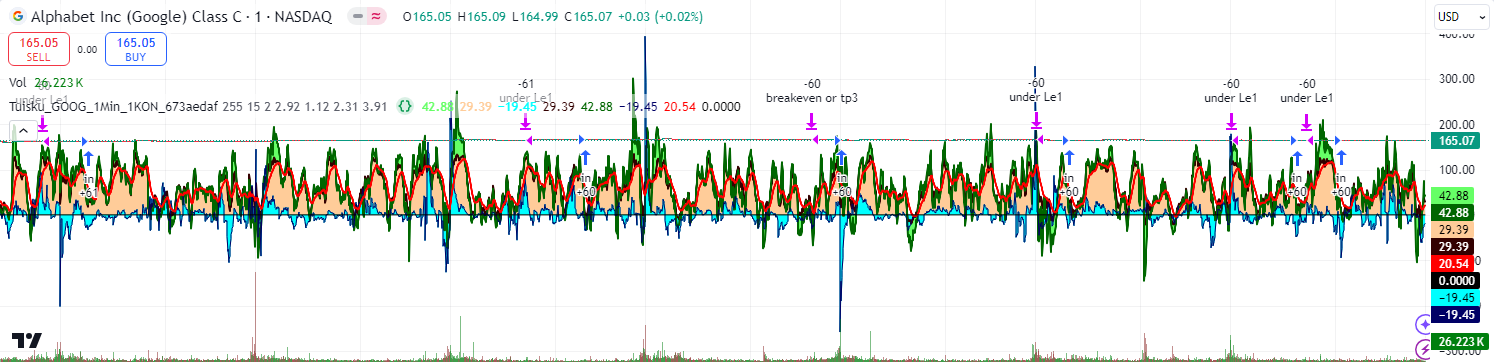 Alphabet Inc (Google) Class C · 1 · NASDAQ O165.05 H165.09 L164.99 C165.07 +0.03 (+0.02%)
USD
165.05 SELL
0.00
165.05 BUY
400.00
Vol 26.223 K
300.00
-61
-60
-60
-60
-60
under Le1
under Le1
breakeven or tp3
under Le1
under Le1
under Le1
255 15 2 2.92 1.12 2.31 3.91 42.88 29.39 −19.45 29.39 42.88 −19.45 20.54 0.0000
200.00
165.07
100.00
in
+61
in
+60
in
in
+60
in
+60
in
+60
42.88
42.88
29.39
29.39
20.54
0.0000
−19.45
−19.45
26.223 K